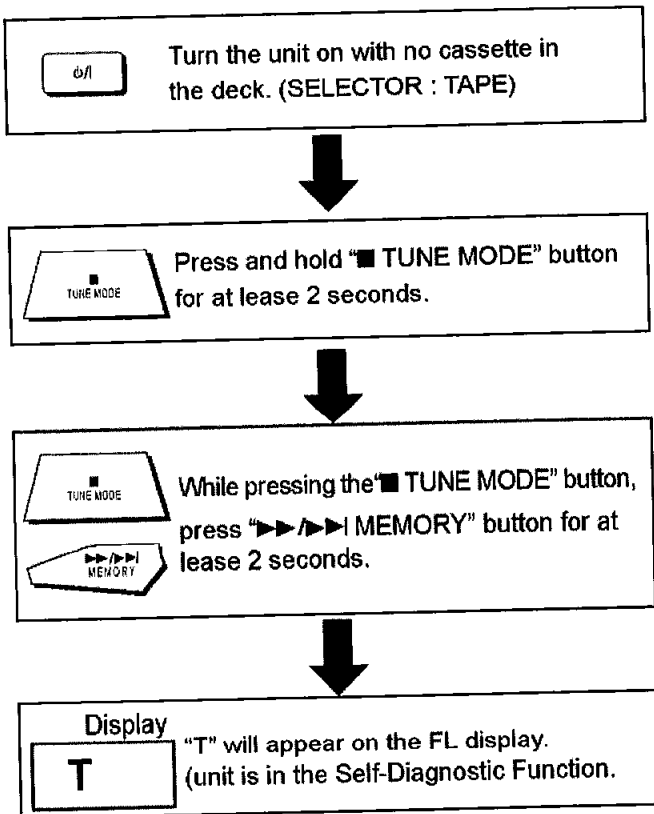 ⏻/I
Turn the unit on with no cassette in
the deck. (SELECTOR : TAPE)
■
TUNE MODE
Press and hold “■ TUNE MODE” button
for at lease 2 seconds.
■
TUNE MODE
While pressing the“■ TUNE MODE” button,
▶▶/▶▶|
MEMORY
press “▶▶/▶▶| MEMORY” button for at
lease 2 seconds.
Display
T
“T” will appear on the FL display.
(unit is in the Self-Diagnostic Function.